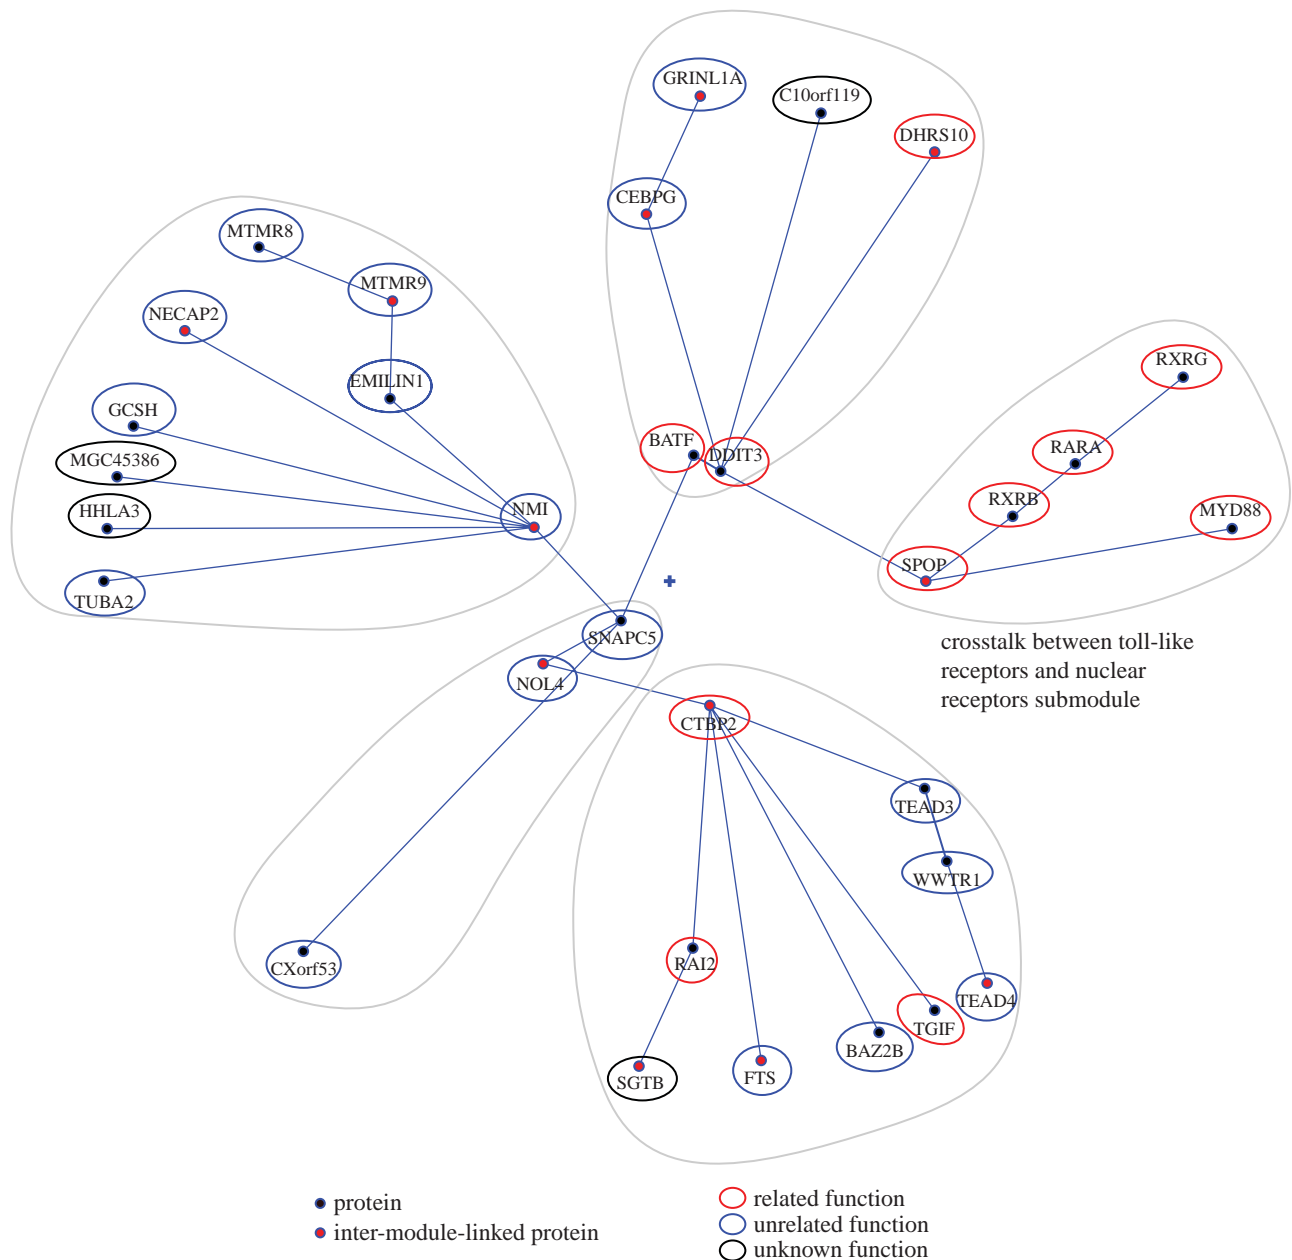 GRINL1A
C10orf119
DHRS10
CEBPG
MTMR8
MTMR9
NECAP2
EMILIN1
GCSH
MGC45386
HHLA3
NMI
TUBA2
BATF
DDIT3
RXRG
RARA
RXRB
MYD88
SPOP
crosstalk between toll-like
receptors and nuclear
receptors submodule
SNAPC5
NOL4
CTBP2
TEAD3
WWTR1
CXorf53
RAI2
TEAD4
TGIF
BAZ2B
FTS
SGTB
protein
inter-module-linked protein
related function
unrelated function
unknown function